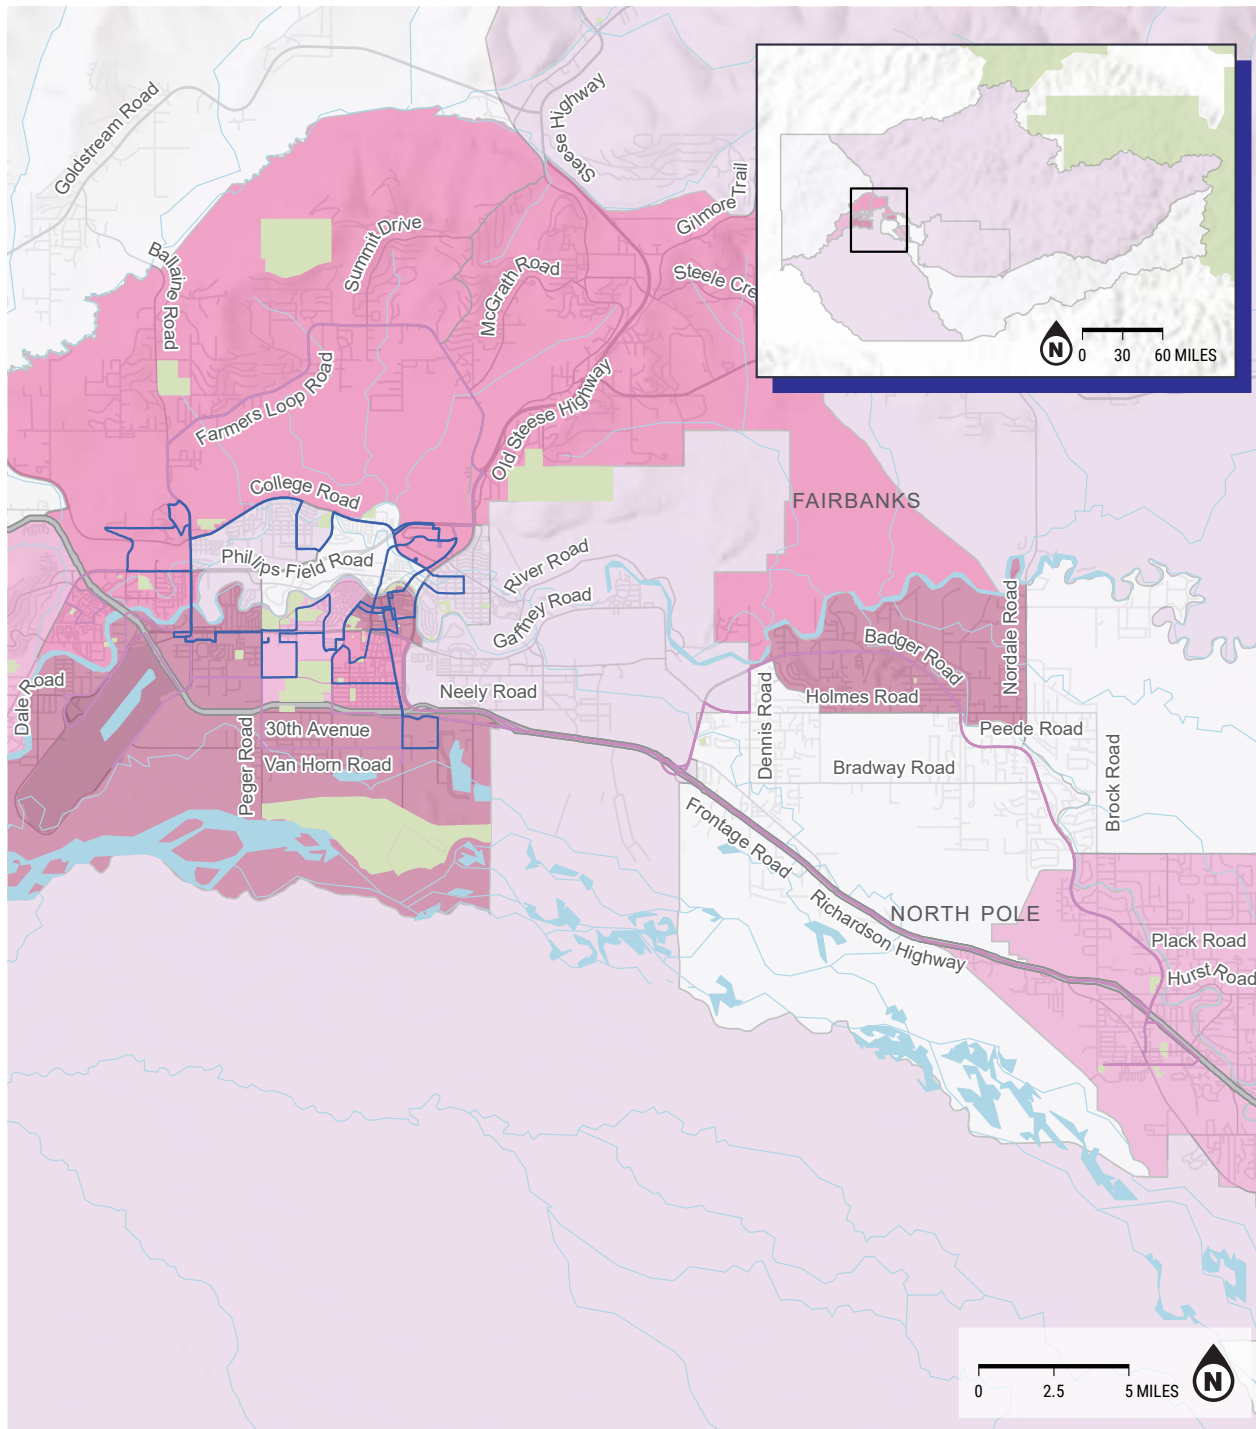 Goldstream Road
Steese Highway
Gilmore Trail
Summit Drive
Ballaine Road
McGrath Road
Steele Cre
N
0 30 60 MILES
Farmers Loop Road
Old Steese Highway
College Road
FAIRBANKS
Phillips Field Road
River Road
Gaffney Road
Nordale Road
Badger Road
Dale Road
Neely Road
Holmes Road
30th Avenue
Peger Road
Van Horn Road
Dennis Road
Peede Road
Bradway Road
Brock Road
Frontage Road
Richardson Highway
NORTH POLE
Plack Road
Hurst Road
0 2.5 5 MILES
N